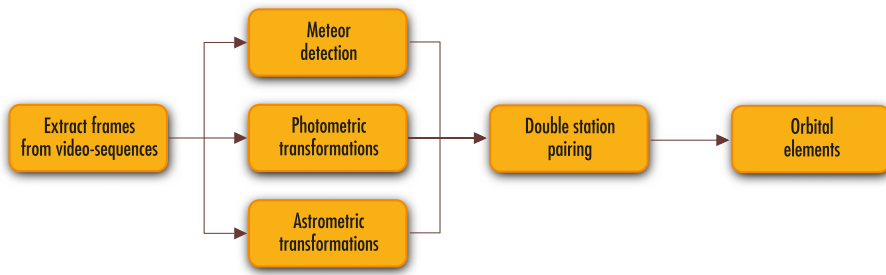 Meteor
detection
Extract frames
from video-sequences
Photometric
transformations
Double station
pairing
Orbital
elements
Astrometric
transformations